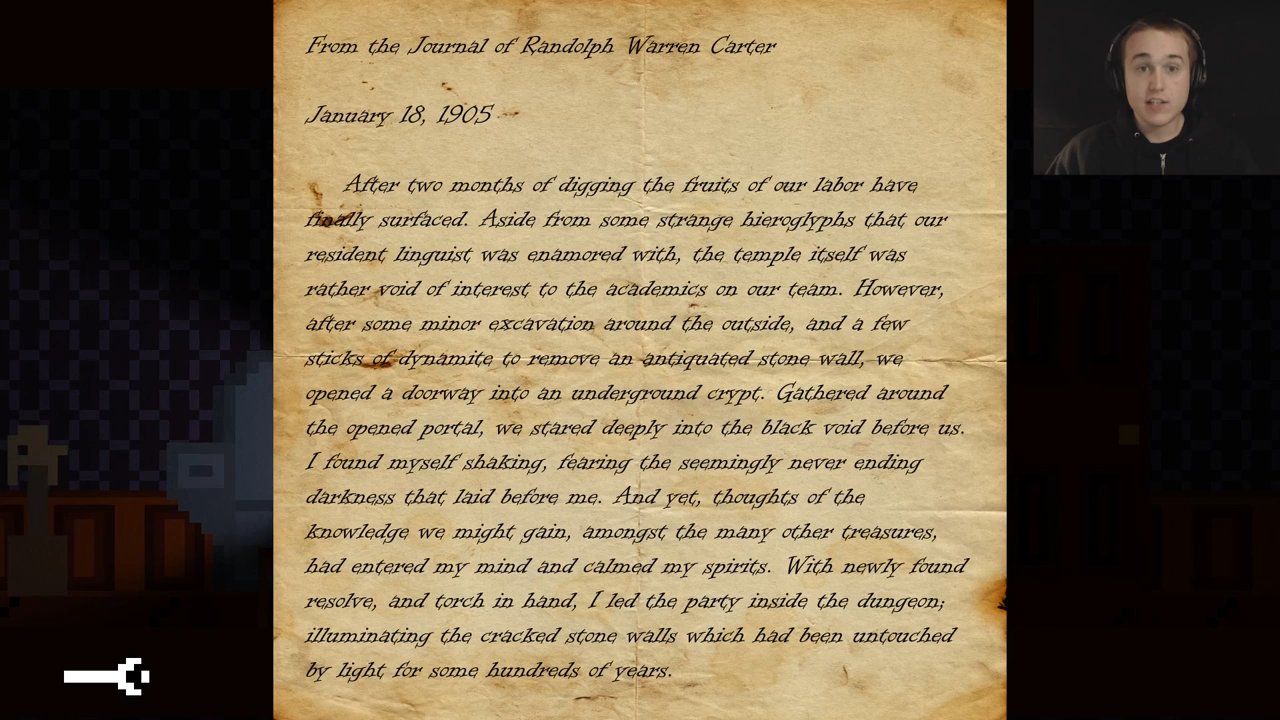 From the Journal of Randolph Warren Carter
January 18, 1905
After two months of digging the fruits of our labor have
finally surfaced. Aside from some strange hieroglyphs that our
resident linguist was enamored with, the temple itself was
rather void of interest to the academics on our team. However,
after some minor excavation around the outside, and a few
sticks of dynamite to remove an antiquated stone wall, we
opened a doorway into an underground crypt. Gathered around
the opened portal, we stared deeply into the black void before us.
I found myself shaking, fearing the seemingly never ending
darkness that laid before me. And yet, thoughts of the
knowledge we might gain, amongst the many other treasures,
had entered my mind and calmed my spirits. With newly found
resolve, and torch in hand, I led the party inside the dungeon;
illuminating the cracked stone walls which had been untouched
by light for some hundreds of years.